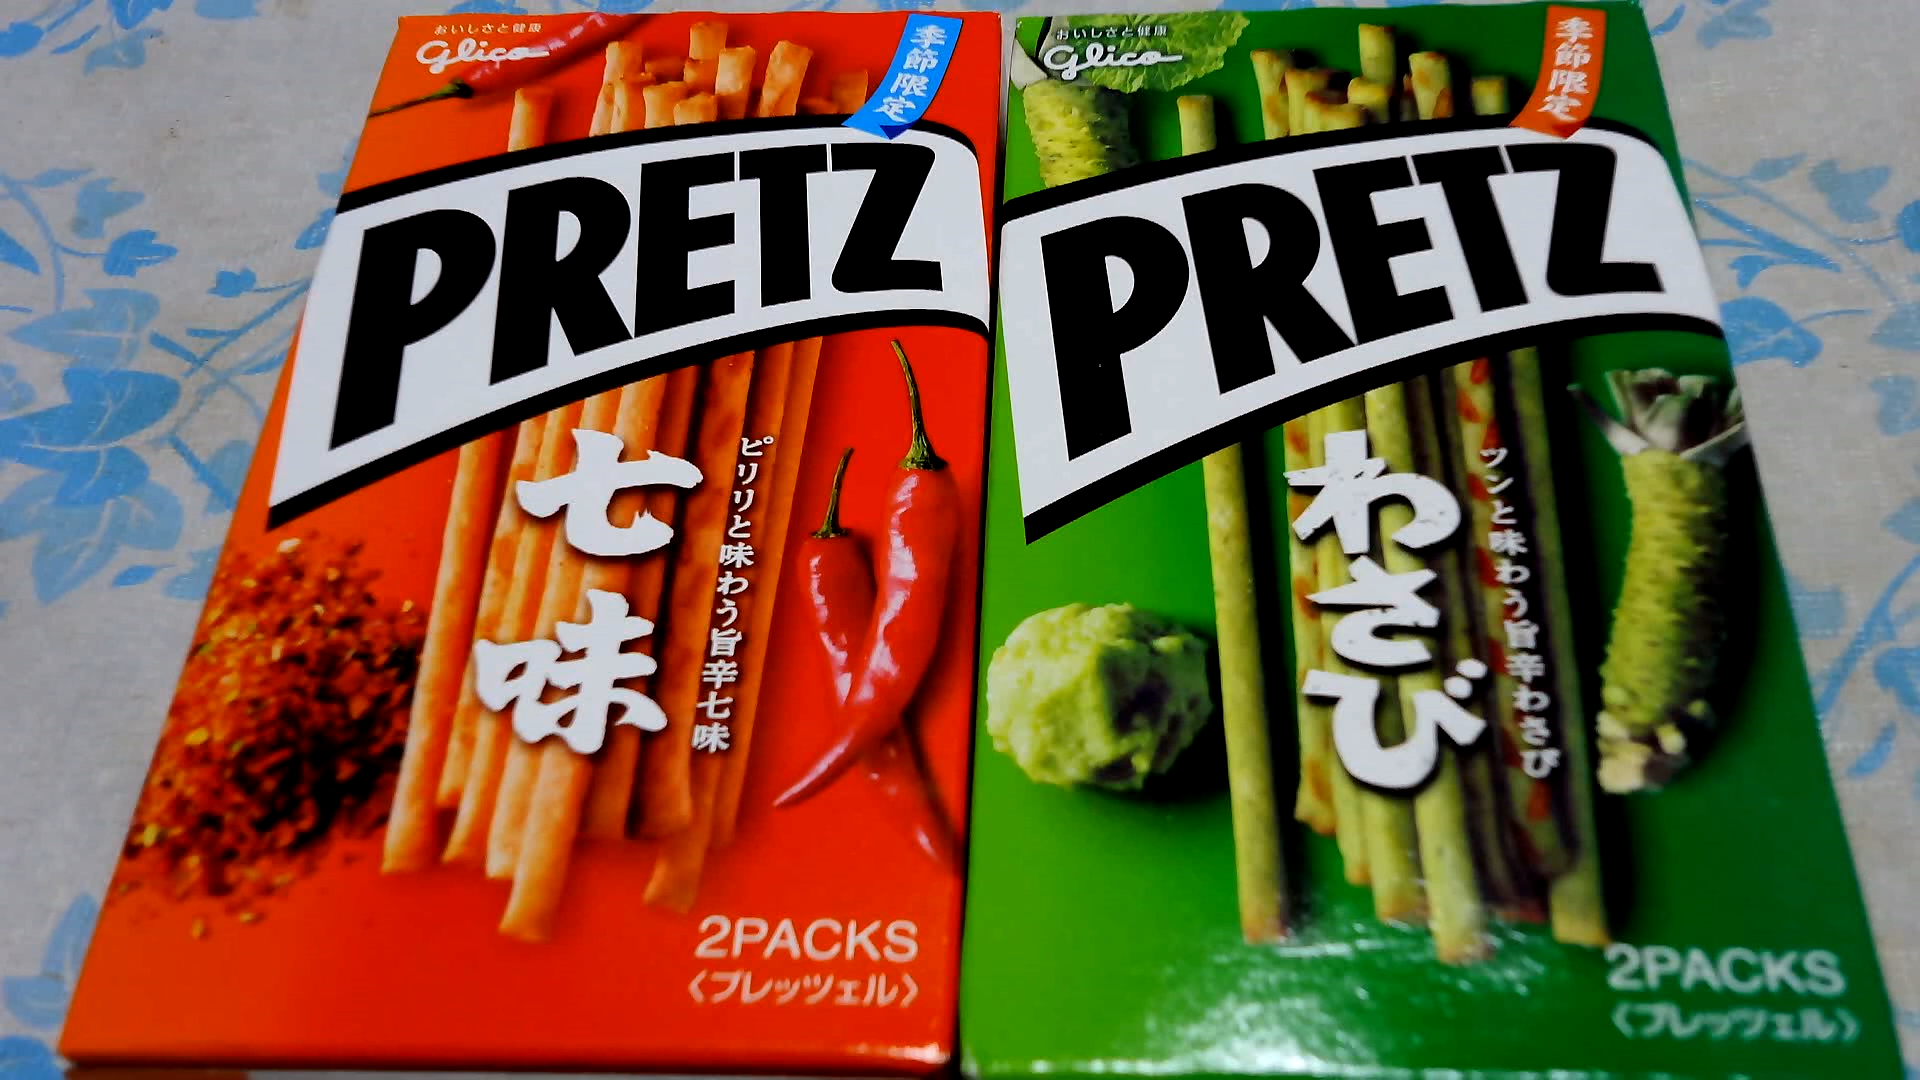 おいしさと健康
Glico
季節限定
PRETZ
七味
ピリリと味わう旨辛七味
2PACKS
〈プレッツェル〉
おいしさと健康
Glico
季節限定
PRETZ
わさび
ツンと味わう旨辛わさび
2PACKS
〈プレッツェル〉